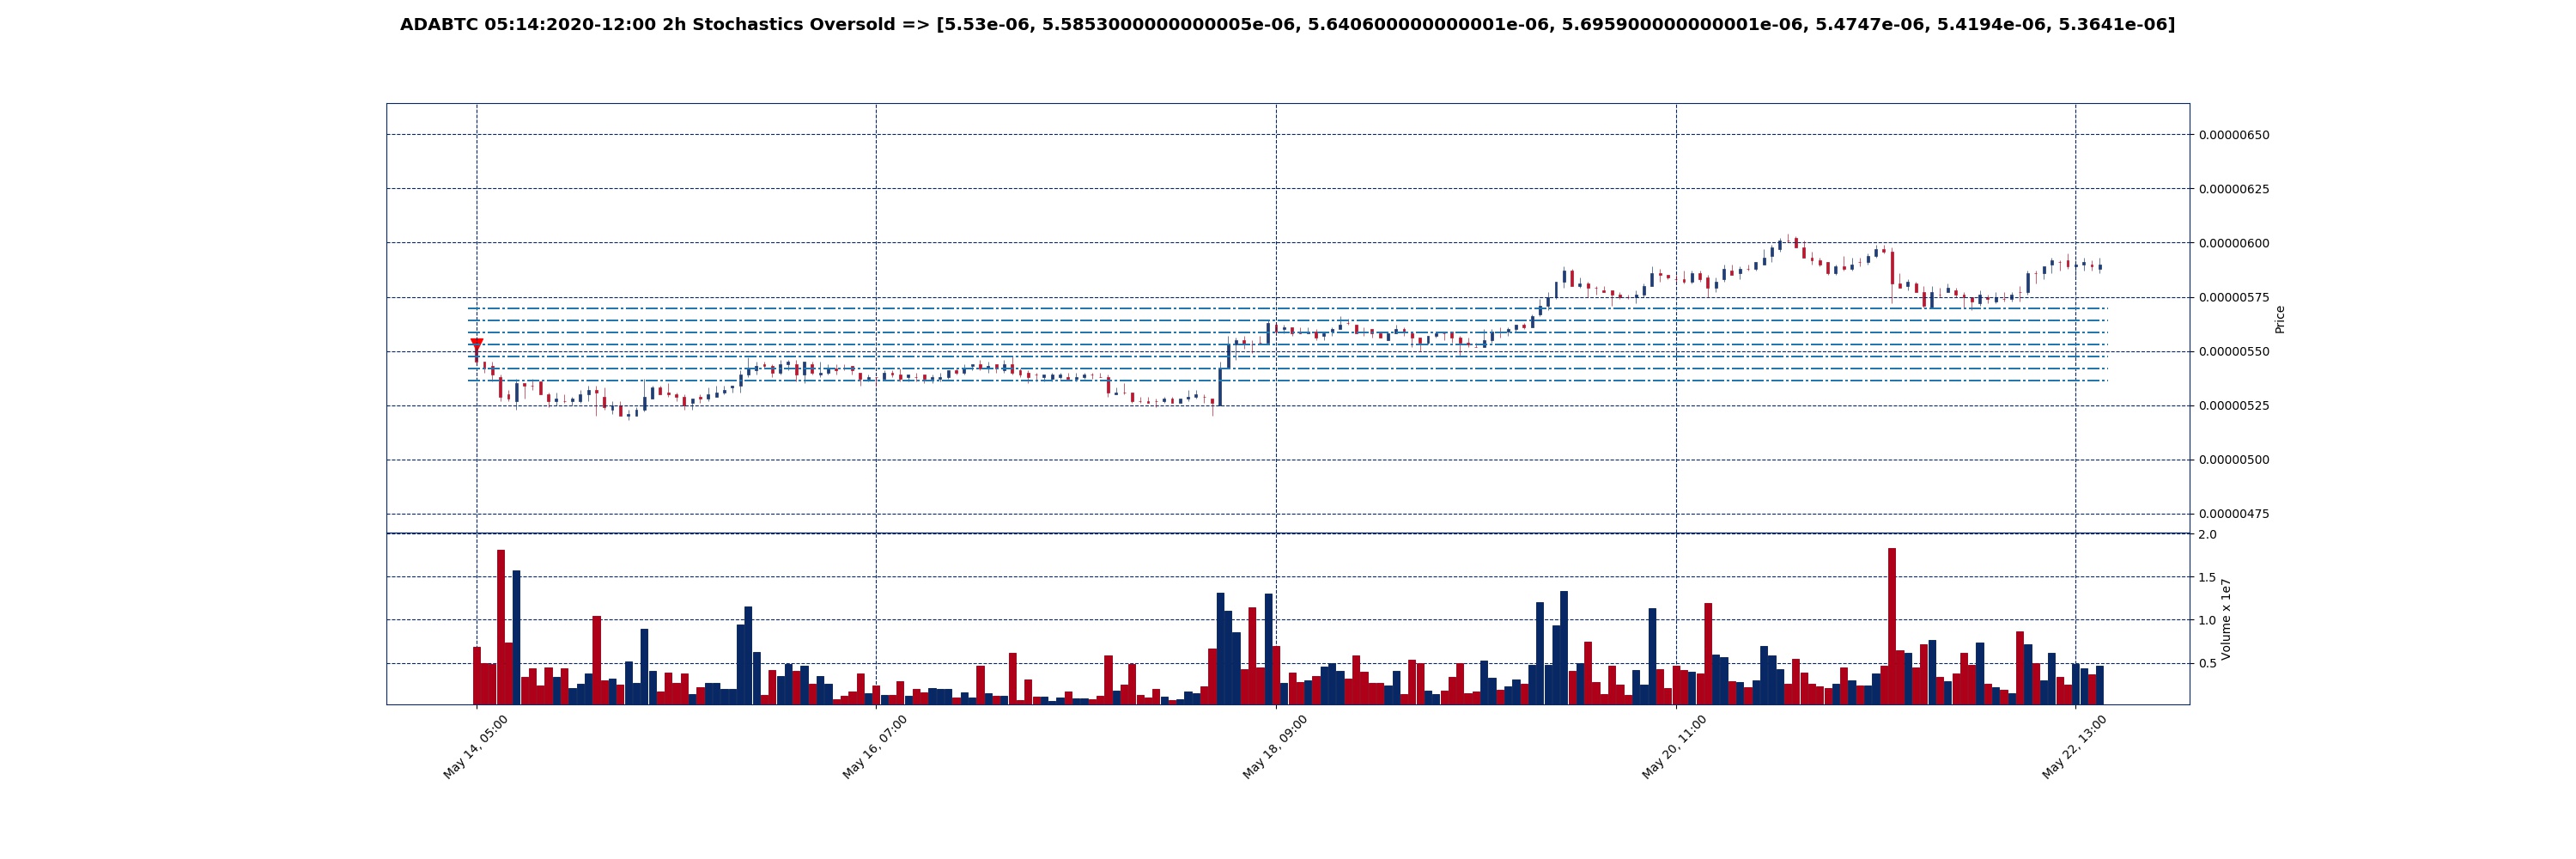 ADABTC 05:14:2020-12:00 2h Stochastics Oversold => [5.53e-06, 5.585300000000005e-06, 5.640600000000001e-06, 5.695900000000001e-06, 5.4747e-06, 5.4194e-06, 5.3641e-06]
0.00000650
0.00000625
0.00000600
0.00000575
0.00000550
0.00000525
0.00000500
0.00000475
Price
2.0
1.5
1.0
0.5
Volume x 1e7
May 14, 05:00
May 16, 07:00
May 18, 09:00
May 20, 11:00
May 22, 13:00